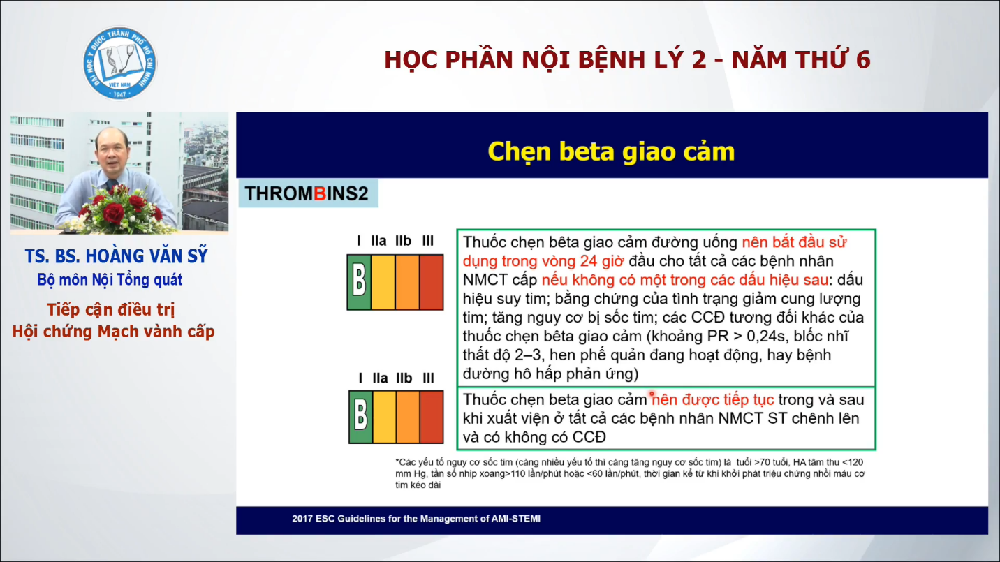 ĐẠI HỌC Y DƯỢC THÀNH PHỐ HỒ CHÍ MINH
VIỆT NAM
1947
HỌC PHẦN NỘI BỆNH LÝ 2 - NĂM THỨ 6
TS. BS. HOÀNG VĂN SỸ
Bộ môn Nội Tổng quát
Tiếp cận điều trị
Hội chứng Mạch vành cấp
Chẹn beta giao cảm
THROMBINS2
I IIa IIb III
B
Thuốc chẹn bêta giao cảm đường uống nên bắt đầu sử
dụng trong vòng 24 giờ đầu cho tất cả các bệnh nhân
NMCT cấp nếu không có một trong các dấu hiệu sau: dấu
hiệu suy tim; bằng chứng của tình trạng giảm cung lượng
tim; tăng nguy cơ bị sốc tim; các CCĐ tương đối khác của
thuốc chẹn bêta giao cảm (khoảng PR > 0,24s, blốc nhĩ
thất độ 2–3, hen phế quản đang hoạt động, hay bệnh
đường hô hấp phản ứng)
I IIa IIb III
B
Thuốc chẹn beta giao cảm nên được tiếp tục trong và sau
khi xuất viện ở tất cả các bệnh nhân NMCT ST chênh lên
và có không có CCĐ
*Các yếu tố nguy cơ sốc tim (càng nhiều yếu tố thì càng tăng nguy cơ sốc tim) là tuổi >70 tuổi, HA tâm thu <120
mm Hg, tần số nhịp xoang>110 lần/phút hoặc <60 lần/phút, thời gian kể từ khi khởi phát triệu chứng nhồi máu cơ
tim kéo dài
2017 ESC Guidelines for the Management of AMI-STEMI